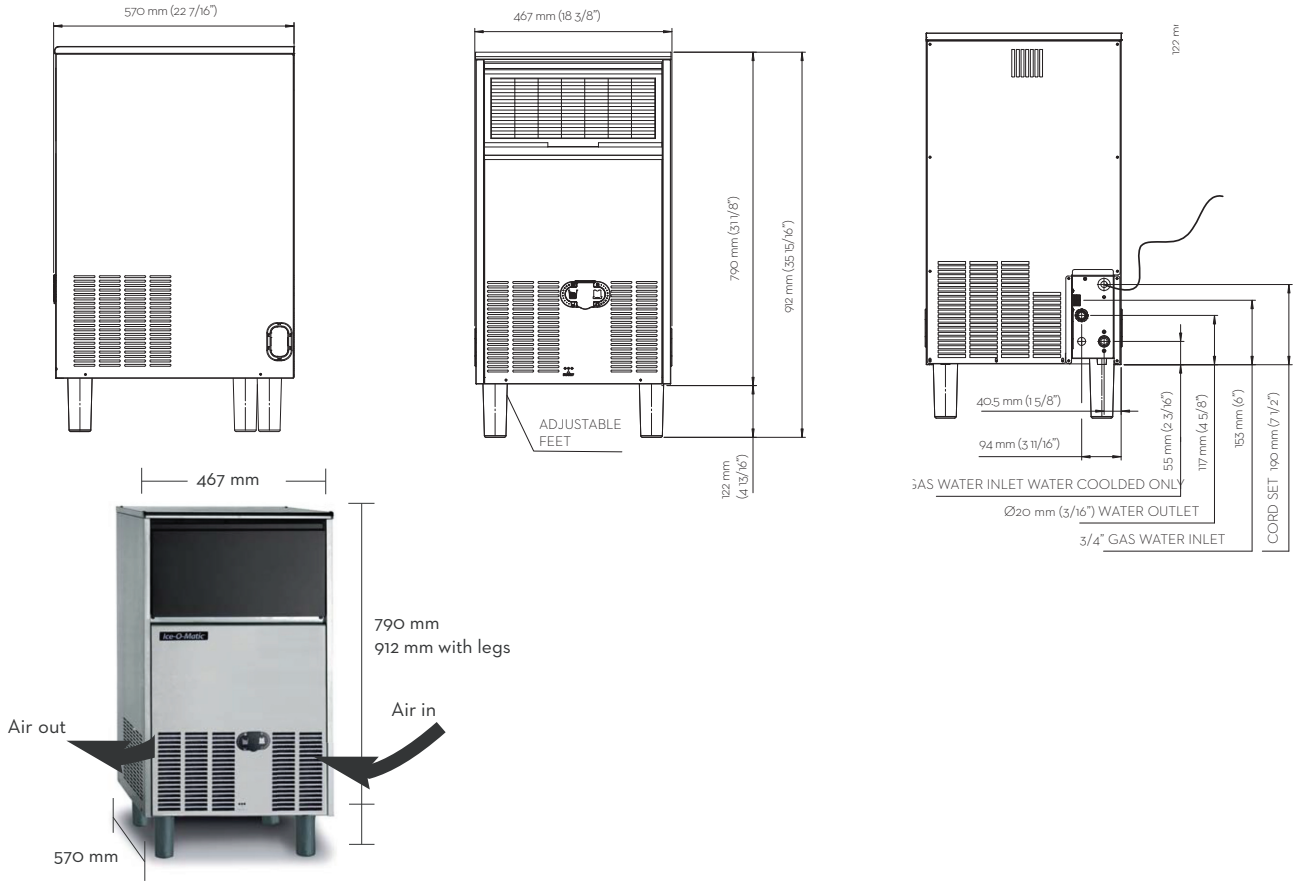 570 mm (22 7/16")
467 mm (18 3/8")
790 mm (31 1/8")
912 mm (35 15/16")
ADJUSTABLE
FEET
122 mm
(4 13/16")
122 m
40.5 mm (1 5/8")
94 mm (3 11/16")
55 mm (2 3/16")
117 mm (4 5/8")
153 mm (6")
CORD SET 190 mm (7 1/2")
GAS WATER INLET WATER COOLDED ONLY
Ø20 mm (3/16") WATER OUTLET
3/4" GAS WATER INLET
467 mm
Ice-O-Matic
790 mm
912 mm with legs
Air out
Air in
570 mm